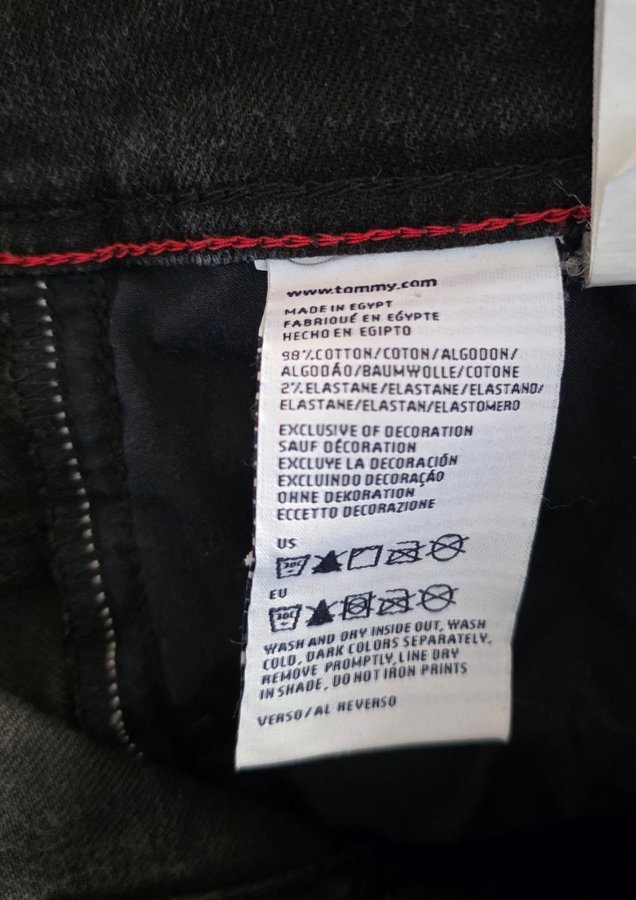 www.tommy.com
MADE IN EGYPT
FABRIQUÉ EN EGYPTE
HECHO EN EGIPTO
98%COTTON/COTON/ALGODON/
ALGODÃO/BAUMWOLLE/COTONE
2%ELASTANE/ELASTANE/ELASTANO/
ELASTANE/ELASTAN/ELASTOMERO
EXCLUSIVE OF DECORATION
SAUF DÉCORATION
EXCLUYE LA DECORACIÓN
EXCLUINDO DECORAÇÃO
OHNE DEKORATION
ECCETTO DECORAZIONE
US
30C
EU
30C
WASH AND DRY INSIDE OUT, WASH
COLD, DARK COLORS SEPARATELY.
REMOVE PROMPTLY, LINE DRY
IN SHADE, DO NOT IRON PRINTS
VERSO/AL REVERSO